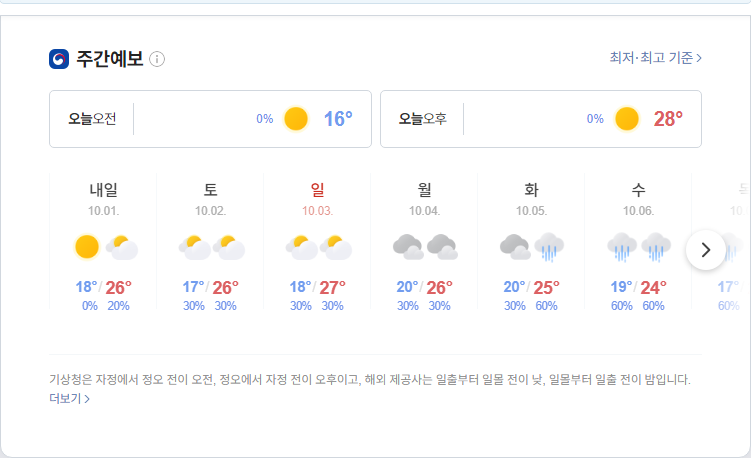 주간예보
최저·최고 기준
오늘오전 0% 16°
오늘오후 0% 28°
내일 토 일 월 화 수
10.01. 10.02. 10.03. 10.04. 10.05. 10.06. 10.
18°/26° 17°/26° 18°/27° 20°/26° 20°/25° 19°/24° 17°
0% 20% 30% 30% 30% 30% 30% 30% 30% 60% 60% 60% 60%
기상청은 자정에서 정오 전이 오전, 정오에서 자정 전이 오후이고, 해외 제공사는 일출부터 일몰 전이 낮, 일몰부터 일출 전이 밤입니다.
더보기